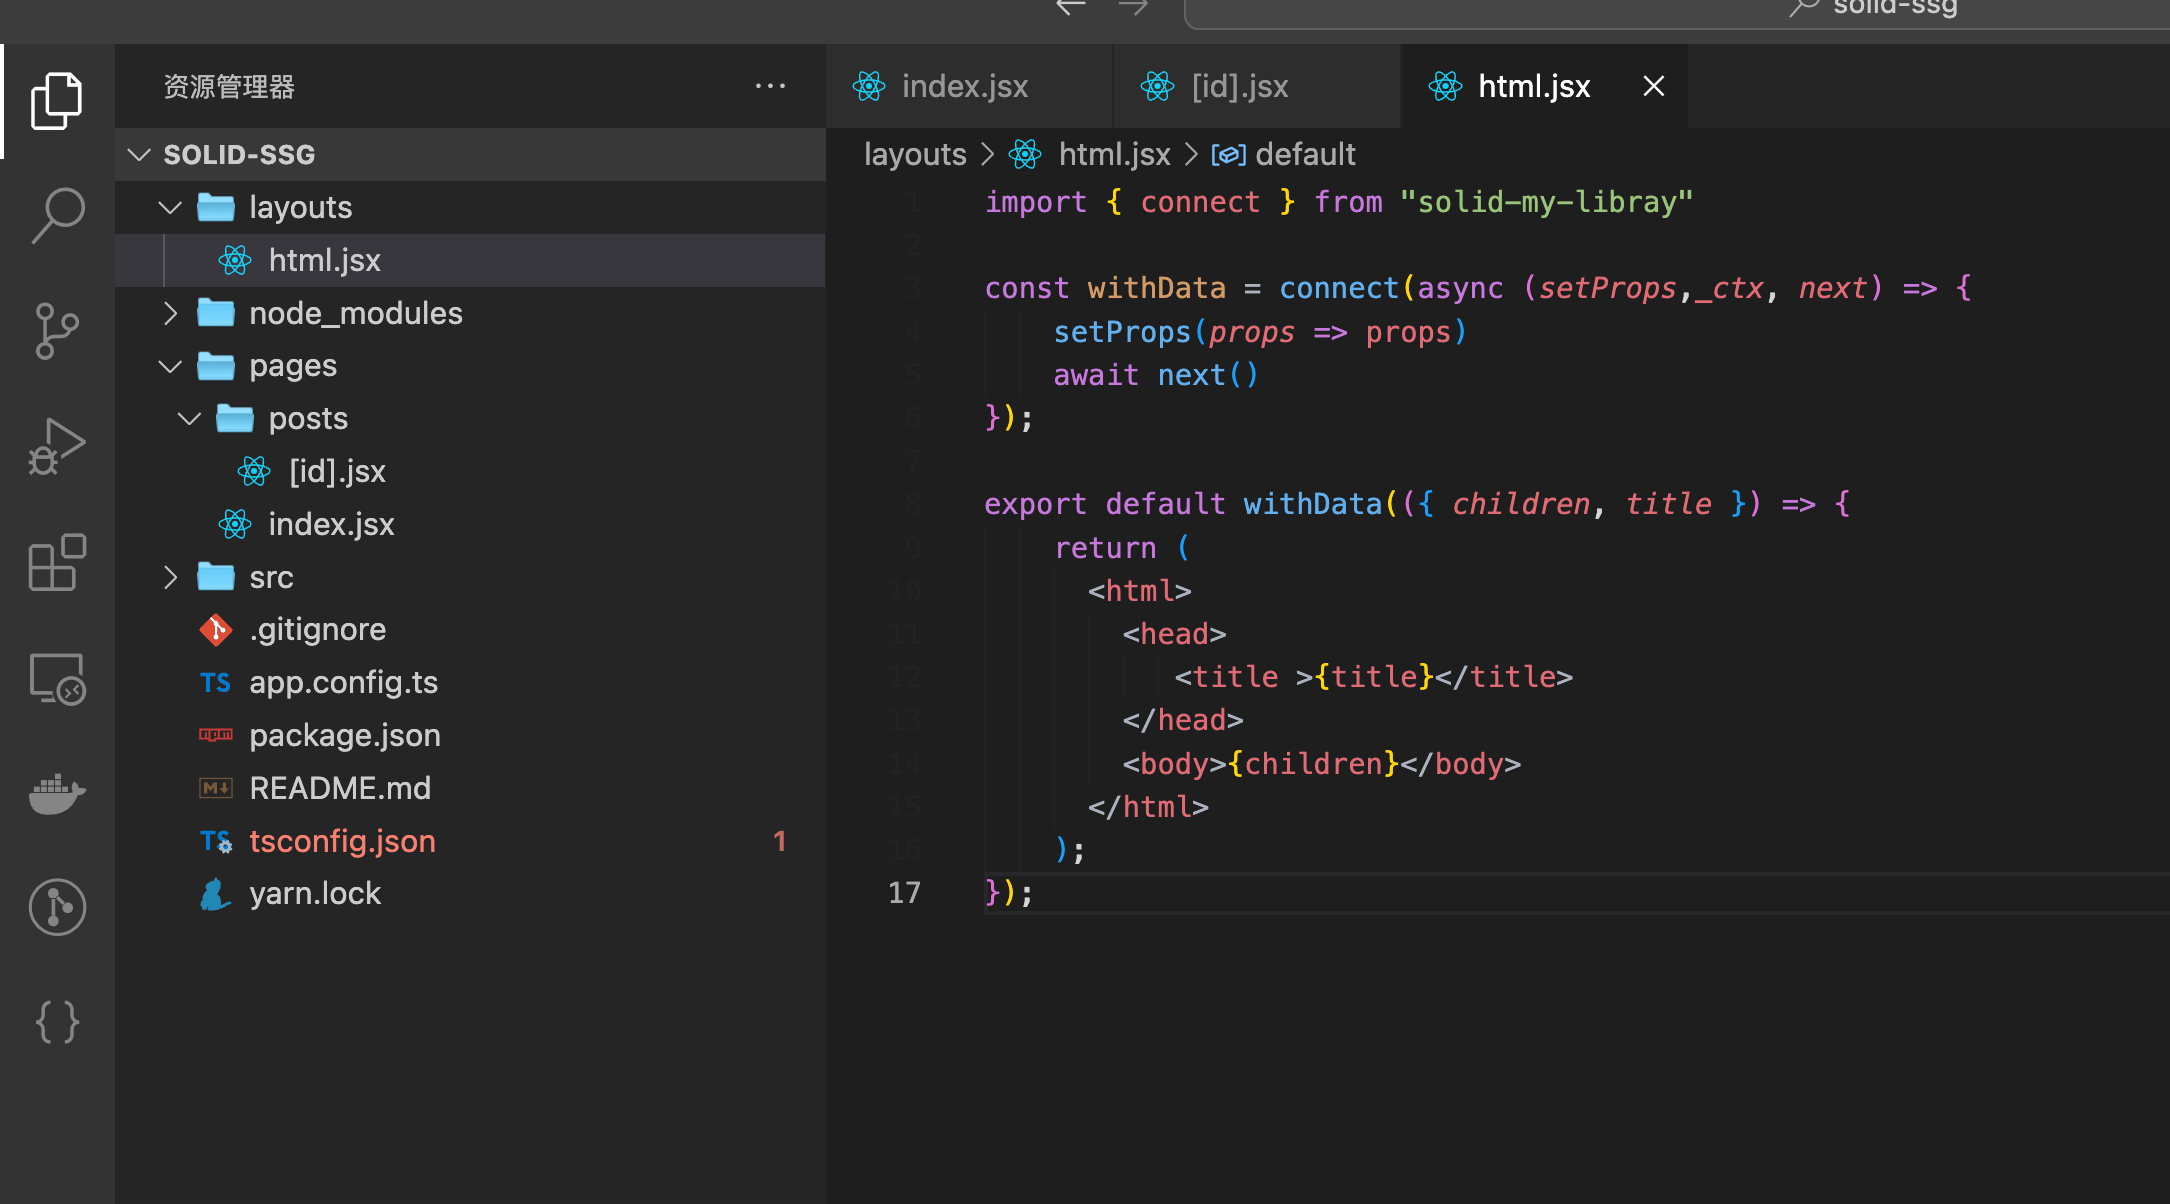 solid-ssg
资源管理器
index.jsx
[id].jsx
html.jsx
SOLID-SSG
layouts
html.jsx
node_modules
pages
posts
[id].jsx
index.jsx
src
.gitignore
TS app.config.ts
package.json
M README.md
TS tsconfig.json 1
yarn.lock
layouts > html.jsx > default
1 import { connect } from "solid-my-libray"
2
3 const withData = connect(async (setProps,_ctx, next) => {
4 setProps(props => props)
5 await next()
6 });
7
8 export default withData(({ children, title }) => {
9 return (
10 <html>
11 <head>
12 <title >{title}</title>
13 </head>
14 <body>{children}</body>
15 </html>
16 );
17 });